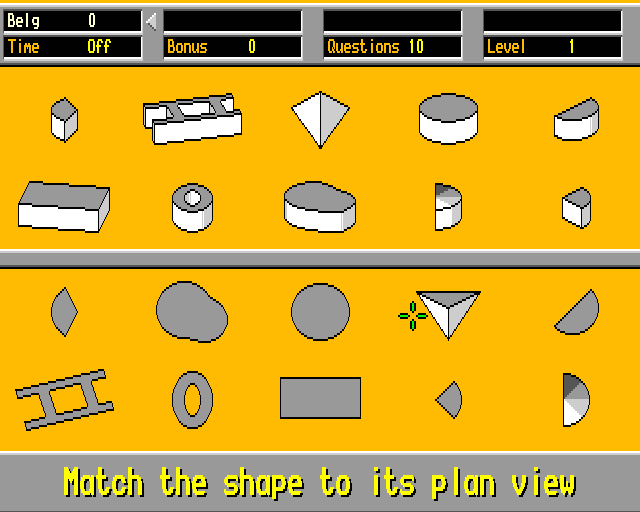 Belg 0
Time Off Bonus 0 Questions 10 Level 1
Match the shape to its plan view